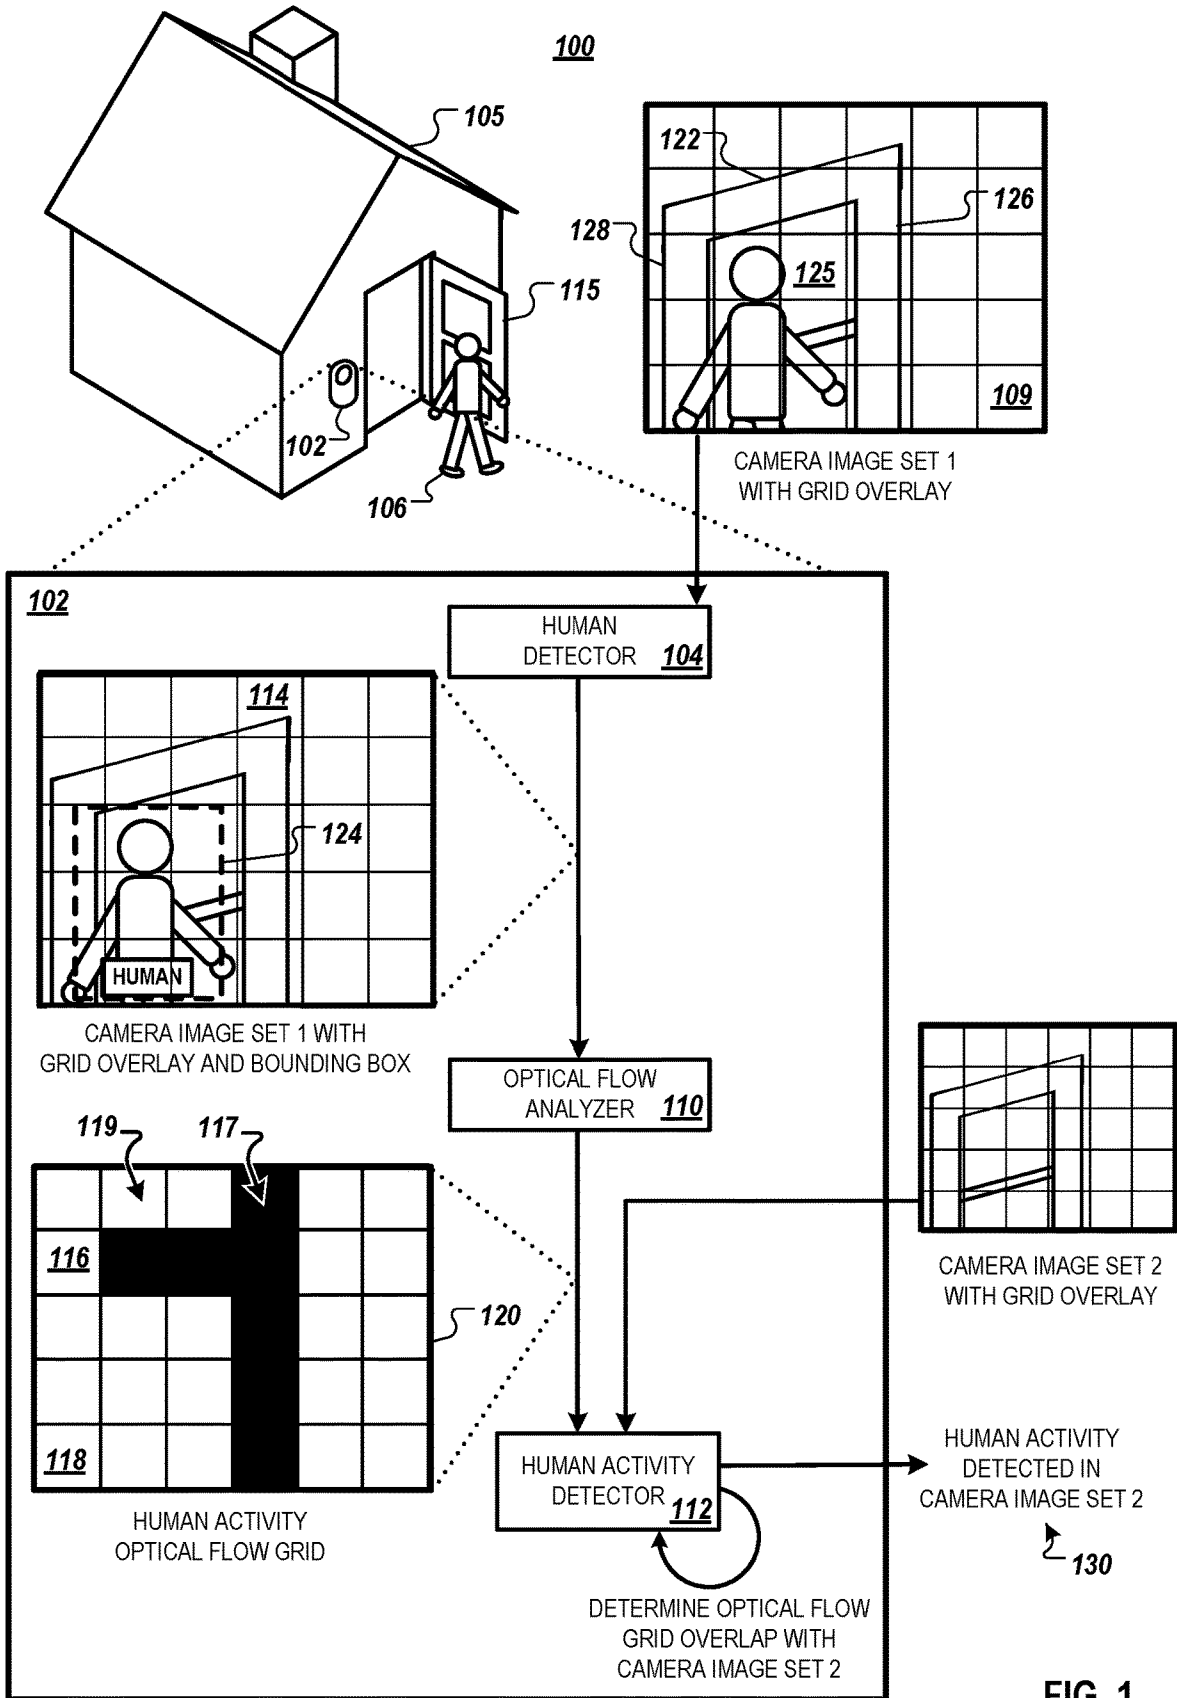 100
105
122
126
128
125
115
109
102
106
CAMERA IMAGE SET 1
WITH GRID OVERLAY
102
HUMAN
DETECTOR 104
114
124
HUMAN
CAMERA IMAGE SET 1 WITH
GRID OVERLAY AND BOUNDING BOX
OPTICAL FLOW
ANALYZER 110
119
117
116
120
118
HUMAN ACTIVITY
OPTICAL FLOW GRID
CAMERA IMAGE SET 2
WITH GRID OVERLAY
HUMAN ACTIVITY
DETECTOR 112
HUMAN ACTIVITY
DETECTED IN
CAMERA IMAGE SET 2
130
DETERMINE OPTICAL FLOW
GRID OVERLAP WITH
CAMERA IMAGE SET 2
FIG. 1